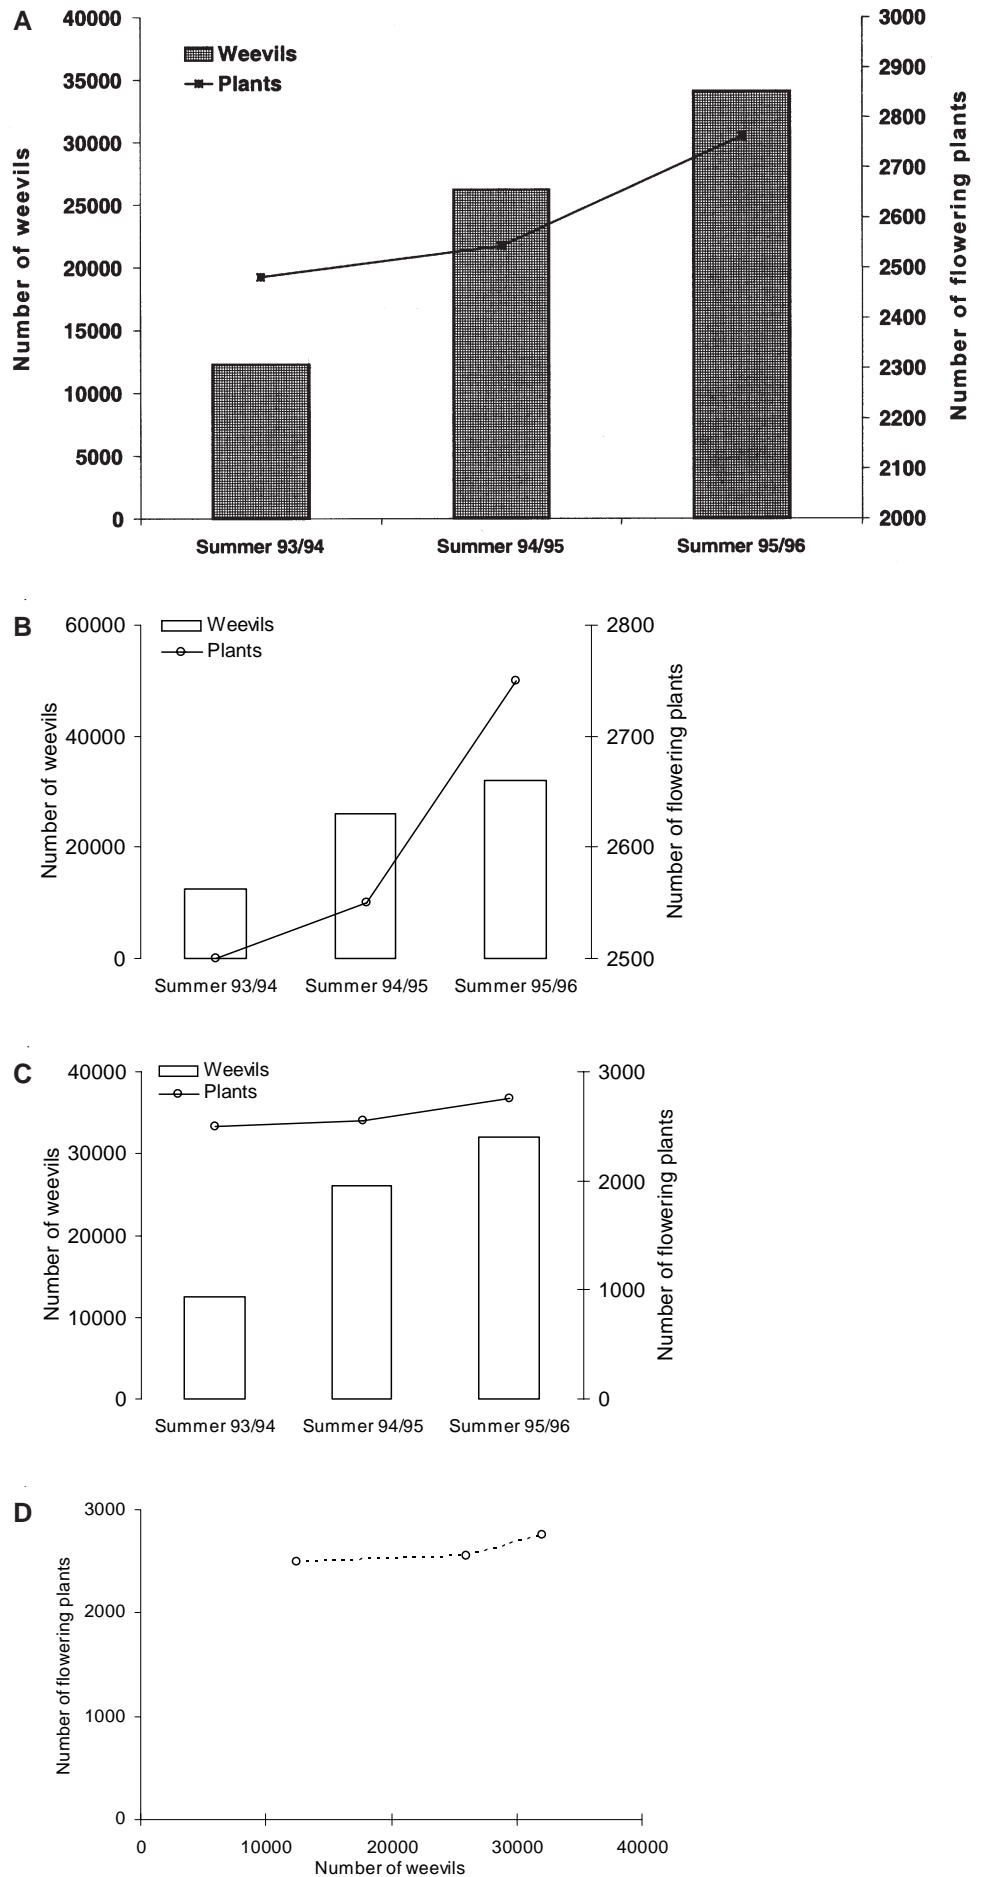 A
Number of weevils
40000
35000
30000
25000
20000
15000
10000
5000
0
Weevils
Plants
3000
2900
2800
2700
2600
2500
2400
2300
2200
2100
2000
Number of flowering plants
Summer 93/94 Summer 94/95 Summer 95/96
B
Number of weevils
60000
40000
20000
0
Weevils
Plants
2800
2700
2600
2500
Number of flowering plants
Summer 93/94 Summer 94/95 Summer 95/96
C
Number of weevils
40000
30000
20000
10000
0
Weevils
Plants
3000
2000
1000
0
Number of flowering plants
Summer 93/94 Summer 94/95 Summer 95/96
D
Number of flowering plants
3000
2000
1000
0
0 10000 20000 30000 40000
Number of weevils